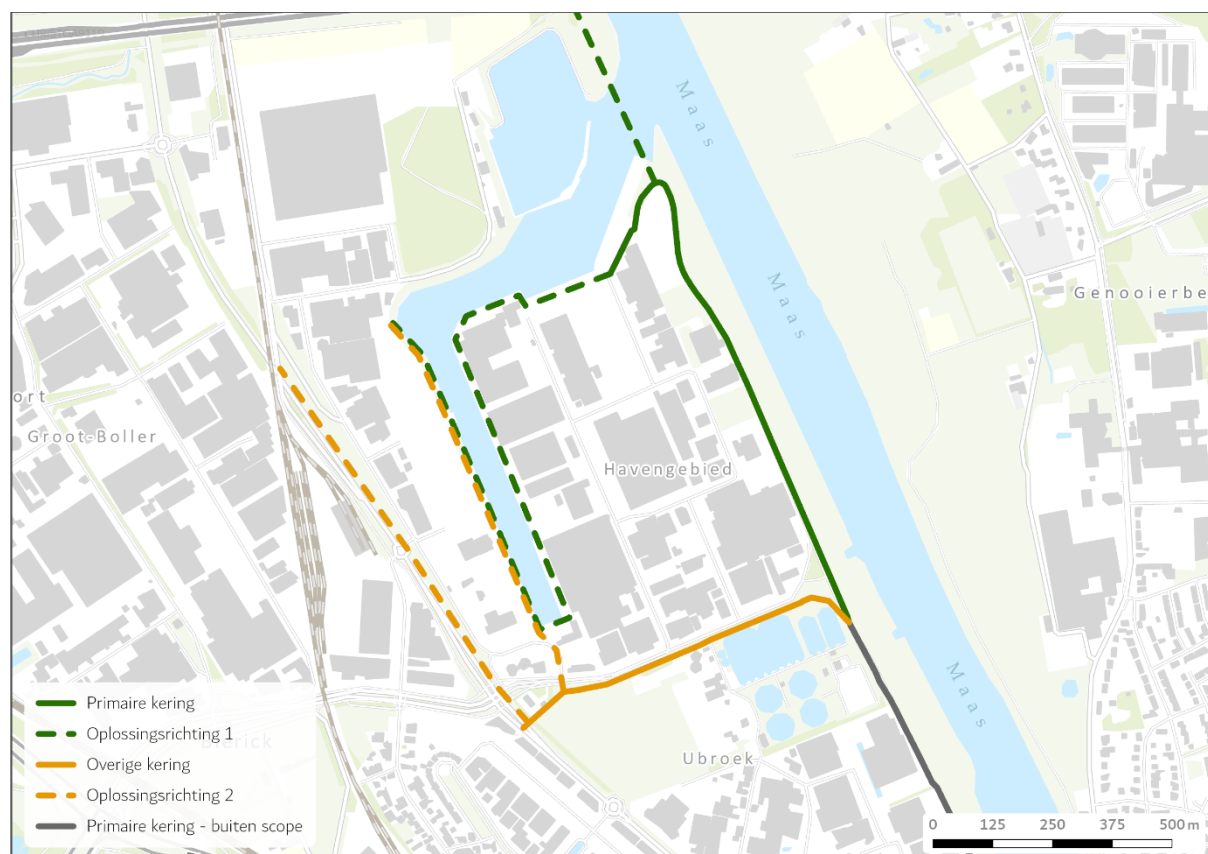 Maas
Maas
Genooierbe
ort
Groot-Boller
Havengebied
Maas
Ubroek
Primaire kering
Oplossingsrichting 1
Overige kering
Oplossingsrichting 2
Primaire kering - buiten scope
0 125 250 375 500 m